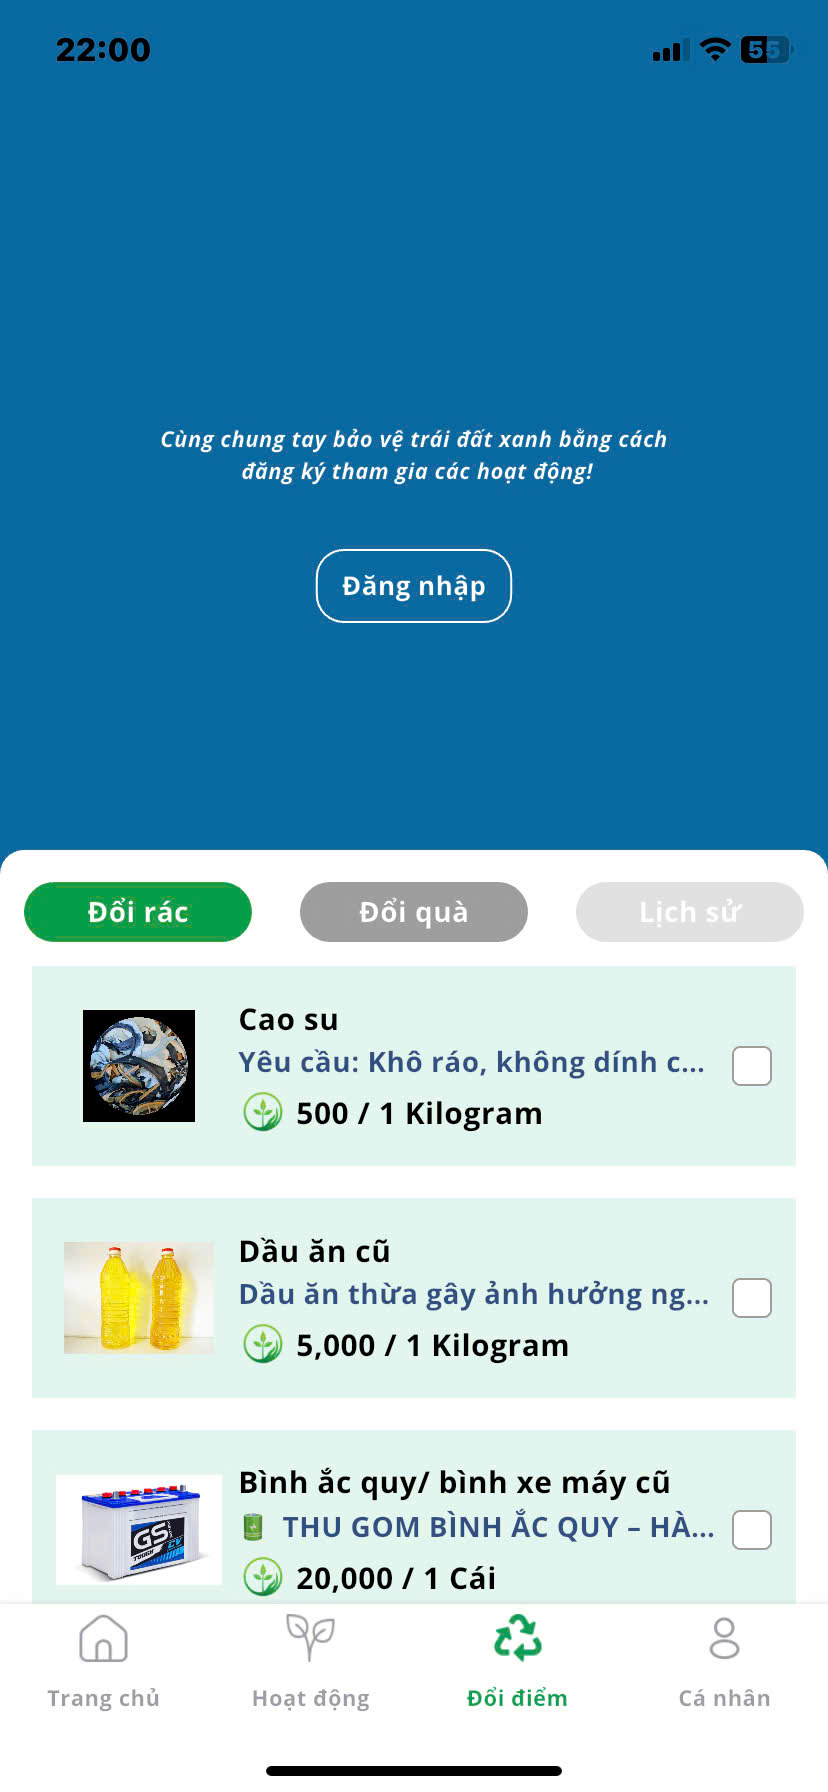 22:00
55
Cùng chung tay bảo vệ trái đất xanh bằng cách
đăng ký tham gia các hoạt động!
Đăng nhập
Đổi rác
Đổi quà
Lịch sử
Cao su
Yêu cầu: Khô ráo, không dính c...
500 / 1 Kilogram
Dầu ăn cũ
Dầu ăn thừa gây ảnh hưởng ng...
5,000 / 1 Kilogram
Bình ắc quy/ bình xe máy cũ
THU GOM BÌNH ẮC QUY – HÀ...
GS
TOUGH
CV
20,000 / 1 Cái
Trang chủ
Hoạt động
Đổi điểm
Cá nhân